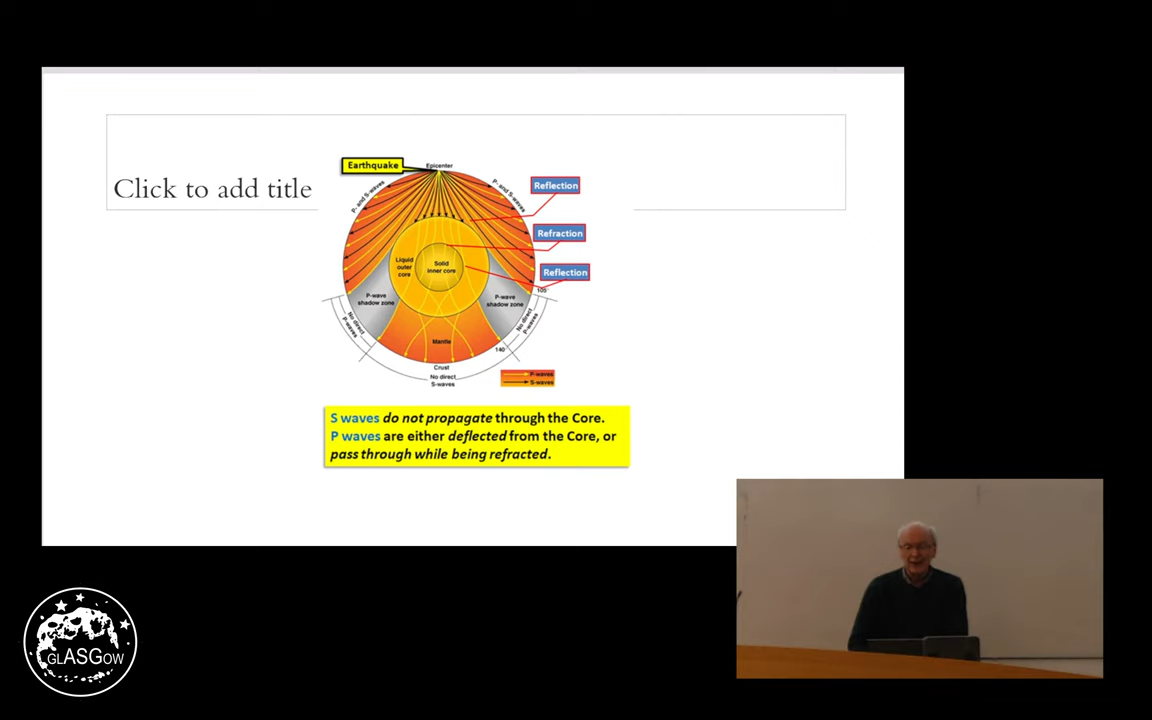 Click to add title
Earthquake
Epicenter
P- and S-waves
P- and S-waves
Reflection
Refraction
Reflection
Liquid
outer
core
Solid
inner core
P-wave
shadow zone
P-wave
shadow zone
105°
140
No direct
P-waves
No direct
P-waves
Mantle
Crust
No direct
S-waves
P-waves
S-waves
S waves do not propagate through the Core.
P waves are either deflected from the Core, or
pass through while being refracted.
GLASGOW